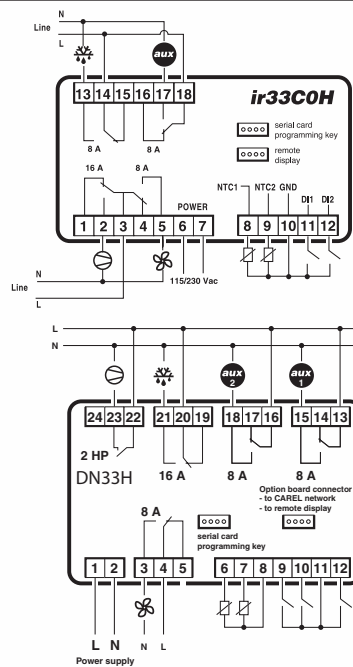 N
Line
L
aux
13 14 15 16 17 18
ir33C0H
serial card
programming key
remote
display
8 A
8 A
16 A
8 A
POWER
NTC1
NTC2 GND
DI1 DI2
1 2 3 4 5 6 7
8 9 10 11 12
N
Line
L
115/230 Vac
L
N
aux
2
aux
1
24 23 22
21 20 19
18 17 16
15 14 13
2 HP
DN33H
16 A
8 A
8 A
Option board connector
- to CAREL network
- to remote display
8 A
serial card
programming key
1 2
3 4 5
6 7 8
9 10 11 12
L N
N L
Power supply